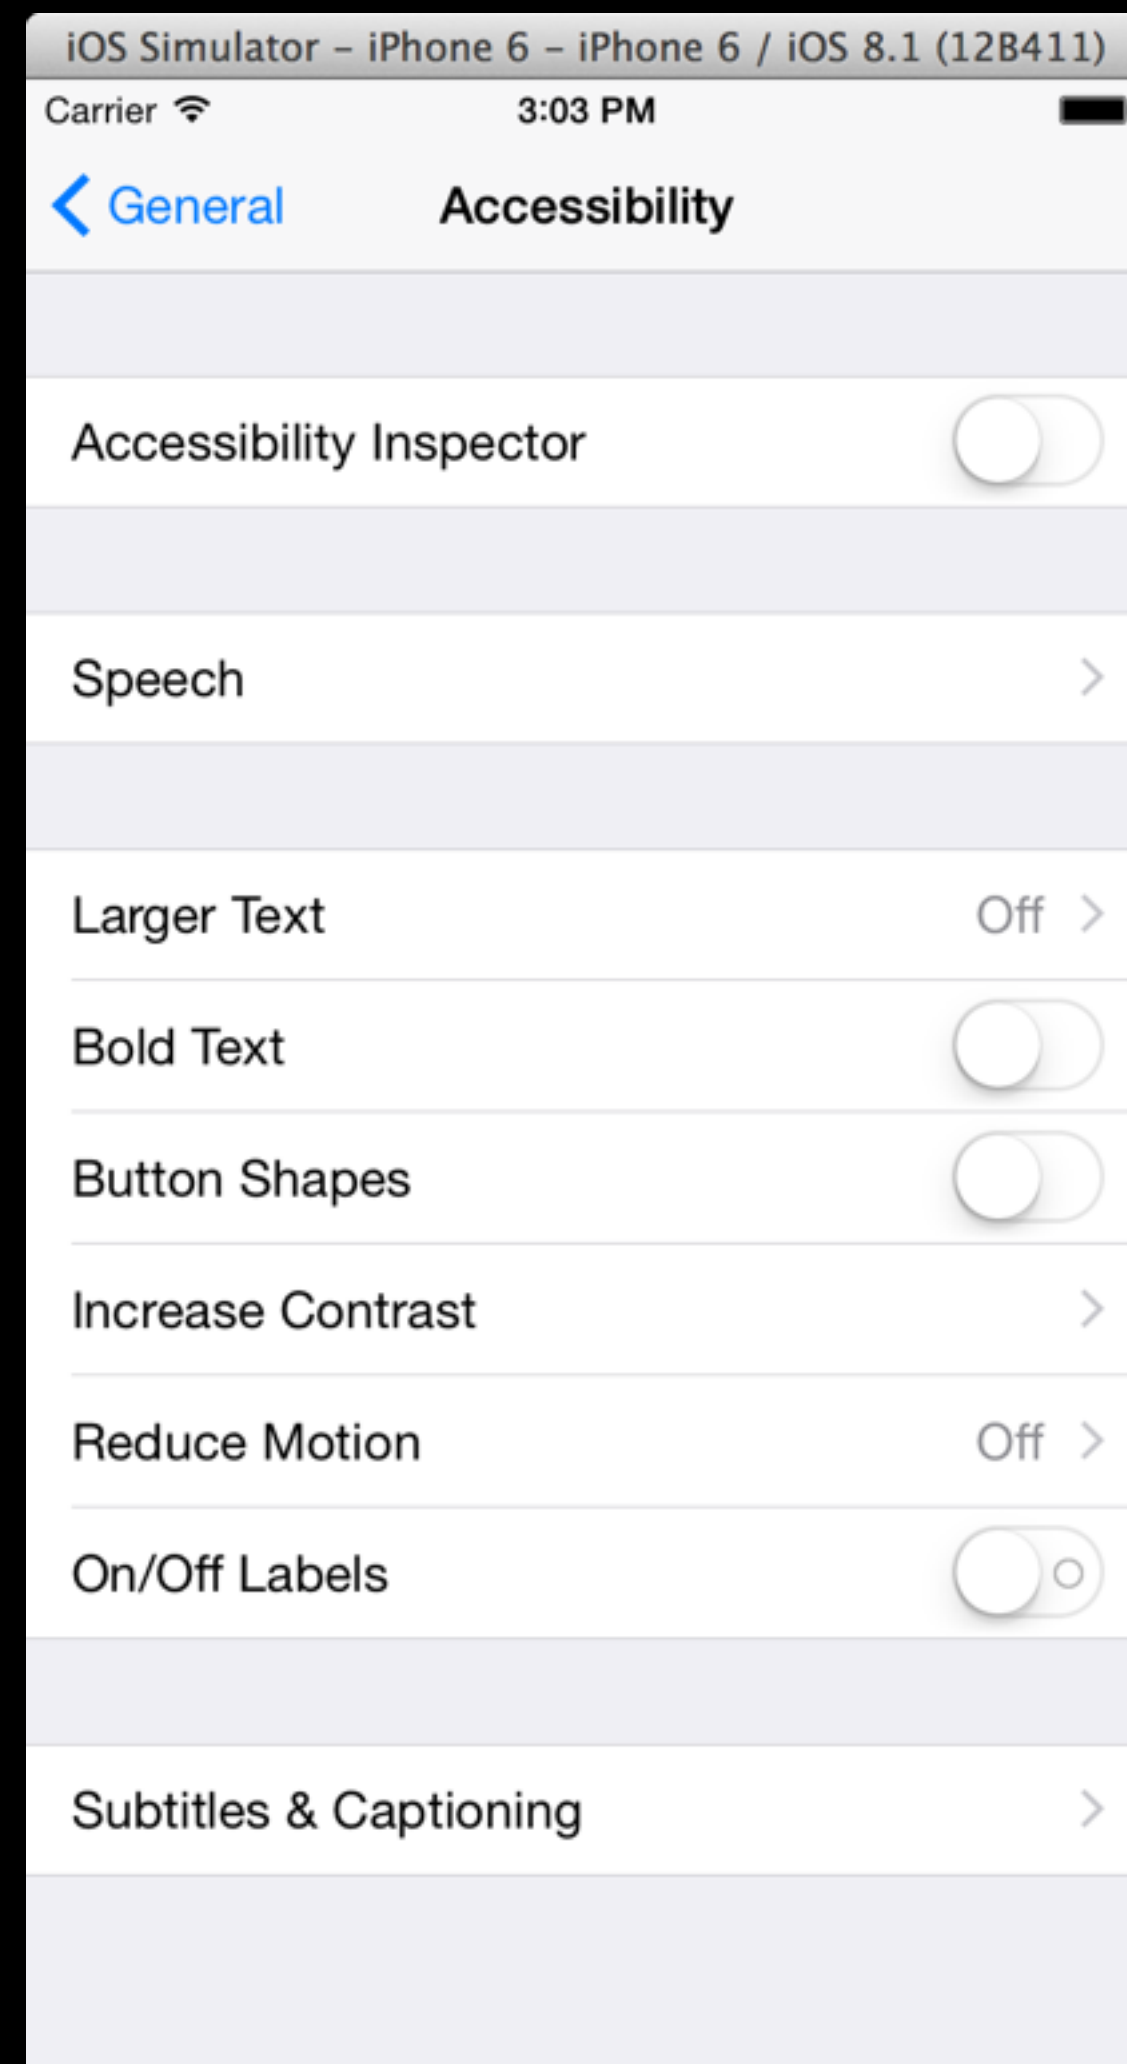 iOS Simulator – iPhone 6 – iPhone 6 / iOS 8.1 (12B411)
Carrier 3:03 PM
General Accessibility
Accessibility Inspector
Speech
Larger Text Off
Bold Text
Button Shapes
Increase Contrast
Reduce Motion Off
On/Off Labels
Subtitles & Captioning